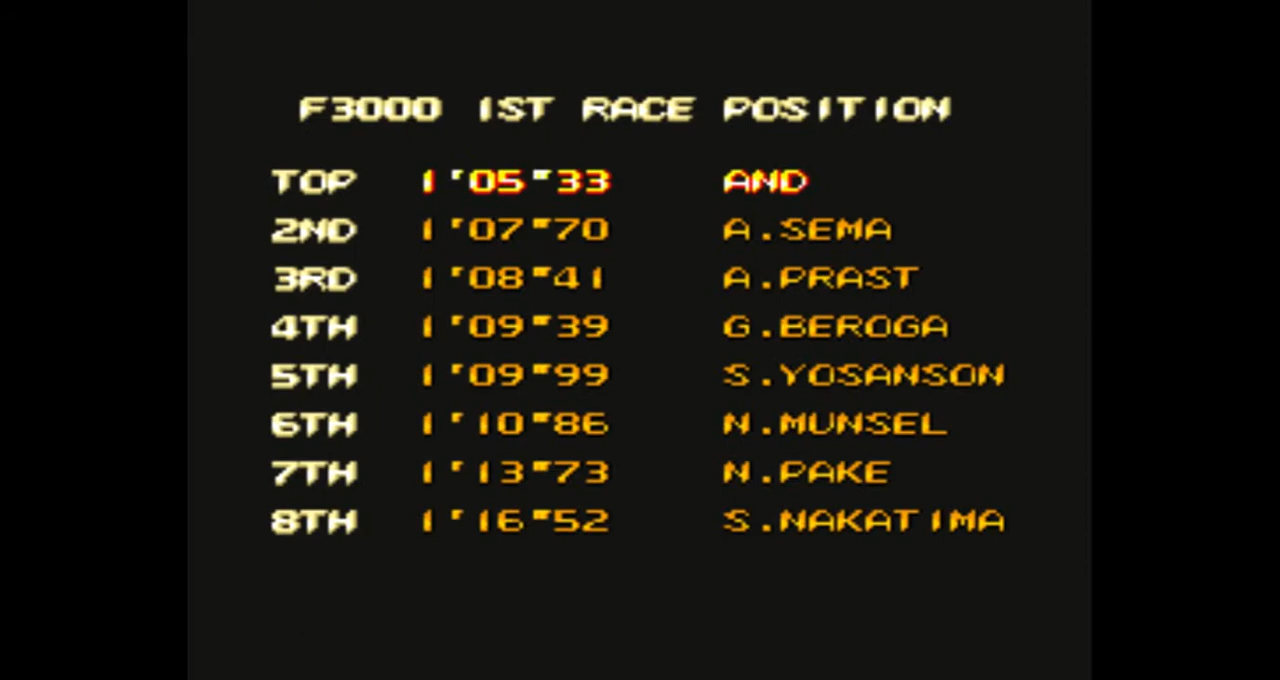 F3000 1ST RACE POSITION
TOP 1'05"33 AND
2ND 1'07"70 A.SEMA
3RD 1'08"41 A.PRAST
4TH 1'09"39 G.BEROGA
5TH 1'09"99 S.YOSANSON
6TH 1'10"86 N.MUNSEL
7TH 1'13"73 N.PAKE
8TH 1'16"52 S.NAKATIMA